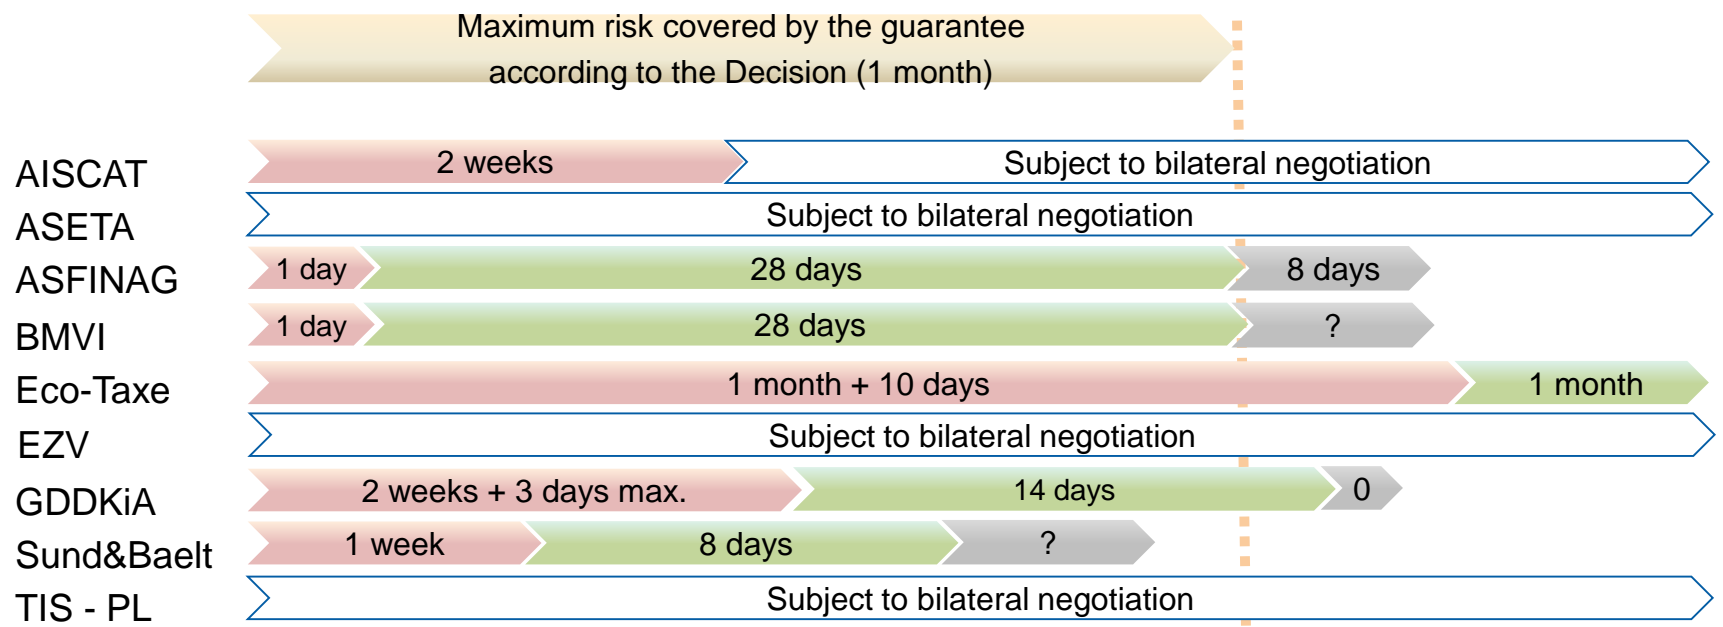 Maximum risk covered by the guarantee
according to the Decision (1 month)
AISCAT 2 weeks Subject to bilateral negotiation
ASETA Subject to bilateral negotiation
ASFINAG 1 day 28 days 8 days
BMVI 1 day 28 days ?
Eco-Taxe 1 month + 10 days 1 month
EZV Subject to bilateral negotiation
GDDKiA 2 weeks + 3 days max. 14 days 0
Sund&Baelt 1 week 8 days ?
TIS - PL Subject to bilateral negotiation